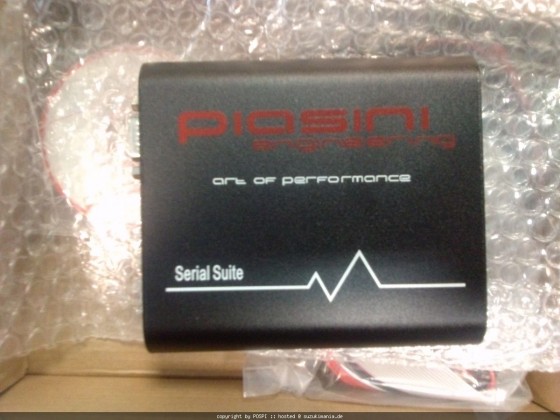 piasini
engineering
art of performance
Serial Suite
copyright by POSPI :: hosted @ suzukimania.de